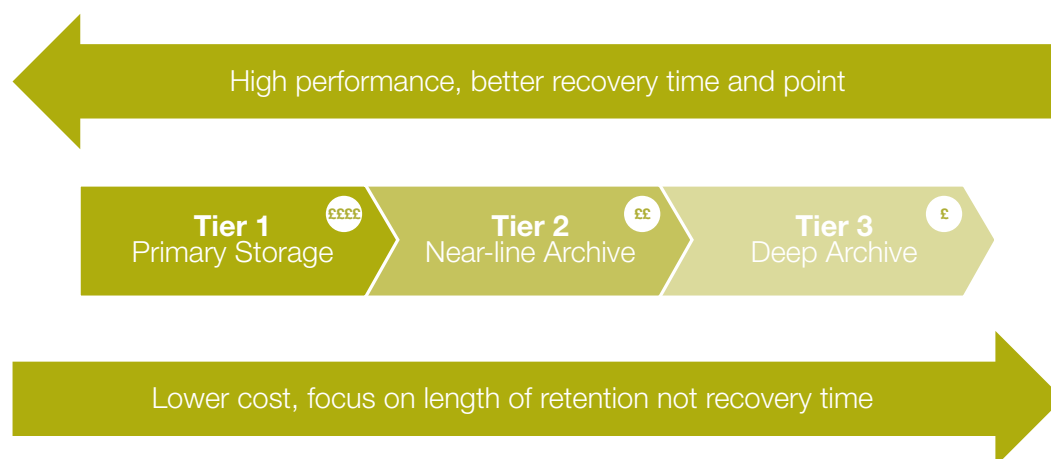 High performance, better recovery time and point
Tier 1
Primary Storage
££££
Tier 2
Near-line Archive
££
Tier 3
Deep Archive
£
Lower cost, focus on length of retention not recovery time